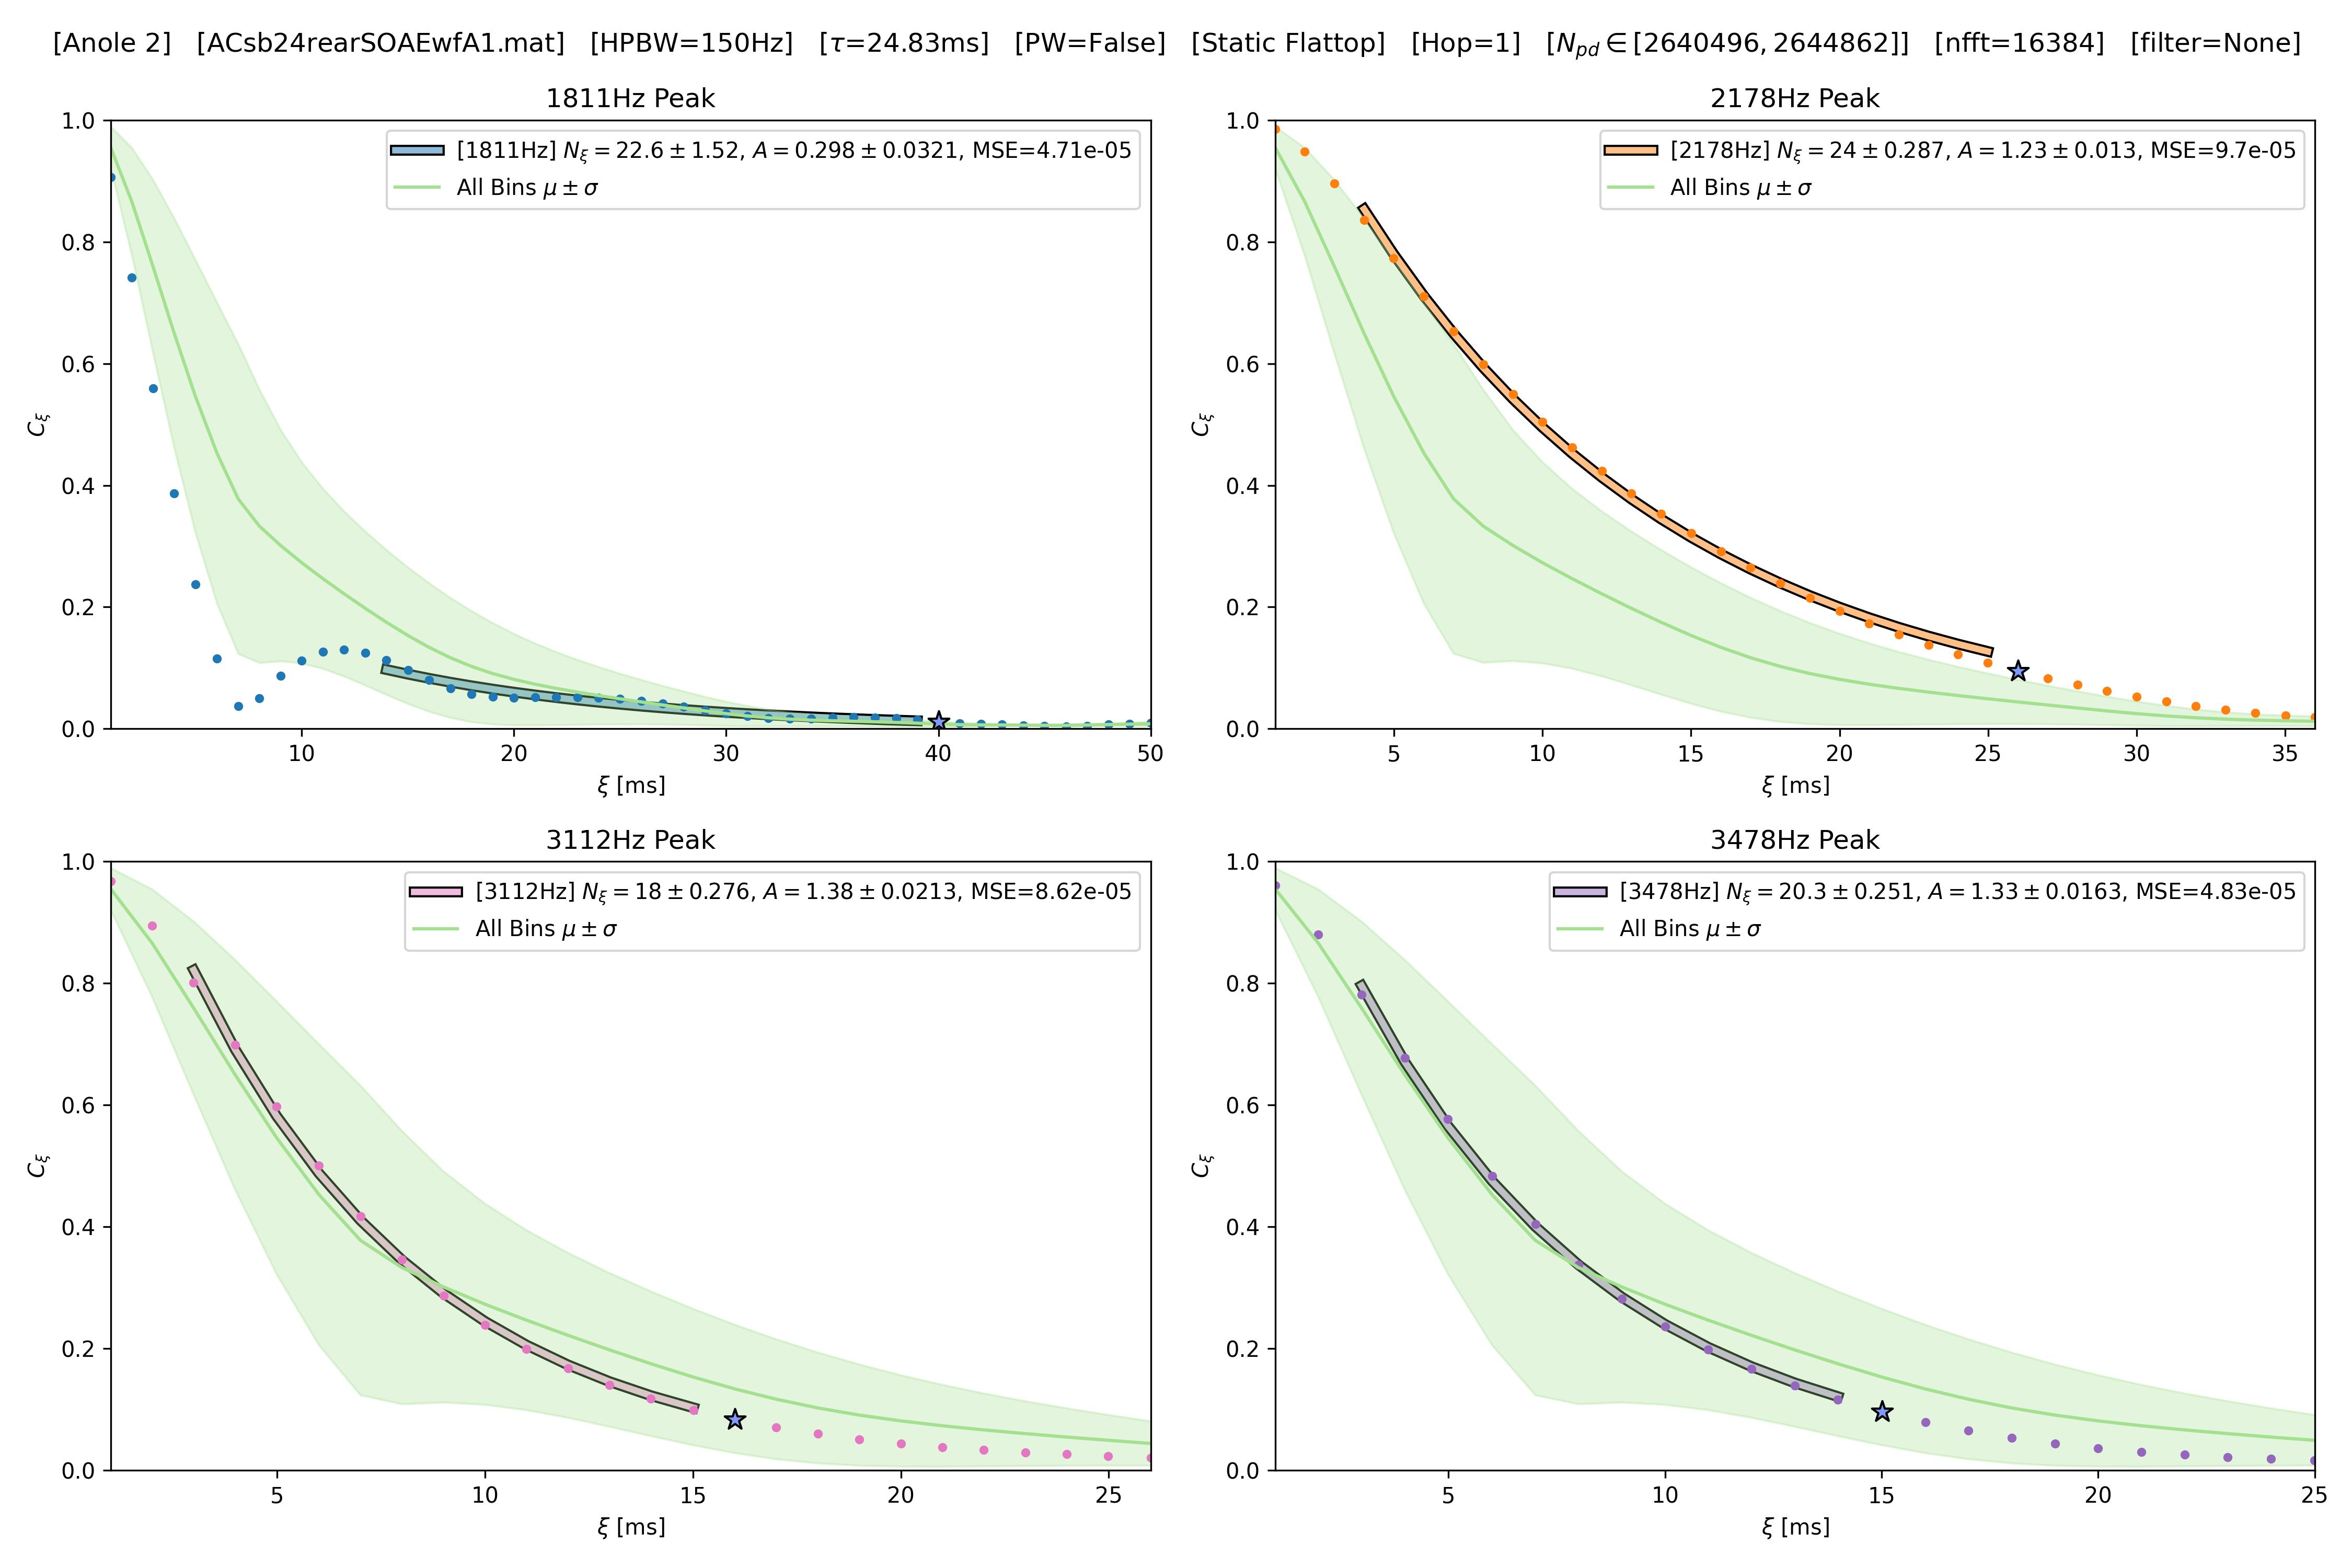 [Anole 2] [ACsb24rearSOAEwfA1.mat] [HPBW=150Hz] [τ=24.83ms] [PW=False] [Static Flattop] [Hop=1] [N_pd ∈ [2640496, 2644862]] [nfft=16384] [filter=None]
1811Hz Peak
[1811Hz] N_ξ = 22.6 ± 1.52, A = 0.298 ± 0.0321, MSE=4.71e-05
All Bins μ ± σ
C_ξ
1.0
0.8
0.6
0.4
0.2
0.0
10 20 30 40 50
ξ [ms]
2178Hz Peak
[2178Hz] N_ξ = 24 ± 0.287, A = 1.23 ± 0.013, MSE=9.7e-05
All Bins μ ± σ
C_ξ
1.0
0.8
0.6
0.4
0.2
0.0
5 10 15 20 25 30 35
ξ [ms]
3112Hz Peak
[3112Hz] N_ξ = 18 ± 0.276, A = 1.38 ± 0.0213, MSE=8.62e-05
All Bins μ ± σ
C_ξ
1.0
0.8
0.6
0.4
0.2
0.0
5 10 15 20 25
ξ [ms]
3478Hz Peak
[3478Hz] N_ξ = 20.3 ± 0.251, A = 1.33 ± 0.0163, MSE=4.83e-05
All Bins μ ± σ
C_ξ
1.0
0.8
0.6
0.4
0.2
0.0
5 10 15 20 25
ξ [ms]